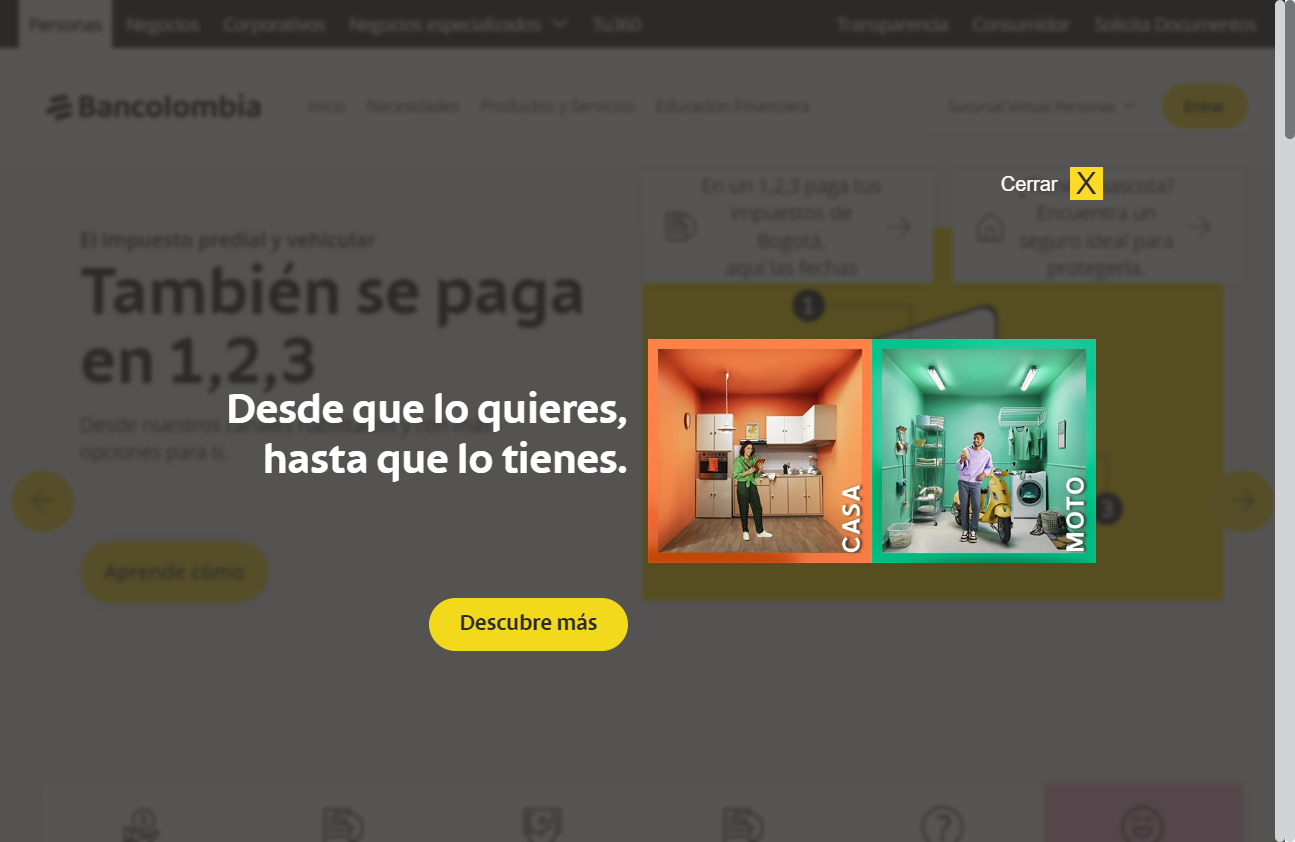 Personas Negocios Corporativos Negocios especializados Tu360 Transparencia Consumidor Solicita Documentos
Bancolombia Inicio Necesidades Productos y Servicios Educación Financiera Sucursal Virtual Personas Entrar
Cerrar X
En un 1,2,3 paga tus
impuestos de
Bogotá,
aquí las fechas
mascota?
Encuentra un
seguro ideal para
protegerla.
El impuesto predial y vehicular
También se paga
en 1,2,3
Desde nuestros
opciones para ti.
Aprende cómo
1
3
Desde que lo quieres,
hasta que lo tienes.
CASA
MOTO
Descubre más